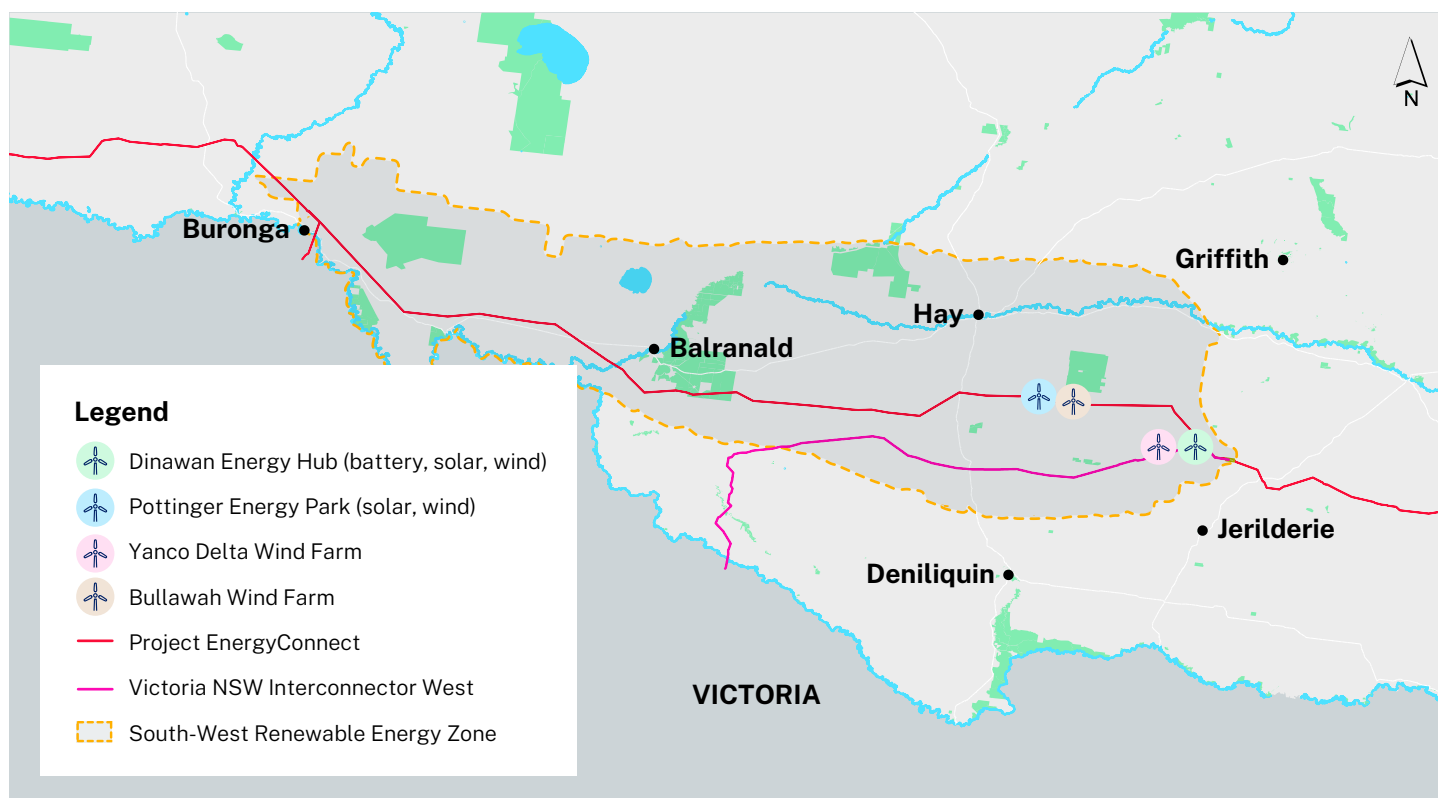 N
Buronga
Griffith
Hay
Balranald
Legend
Dinawan Energy Hub (battery, solar, wind)
Pottinger Energy Park (solar, wind)
Yanco Delta Wind Farm
Bullawah Wind Farm
Project EnergyConnect
Victoria NSW Interconnector West
South-West Renewable Energy Zone
Jerilderie
Deniliquin
VICTORIA